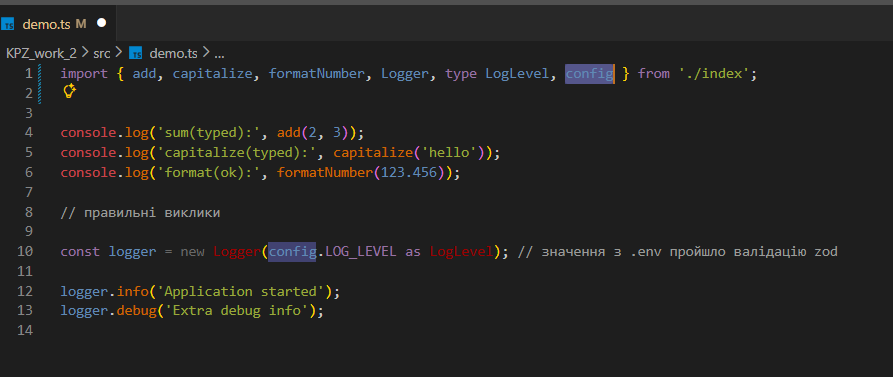 TS demo.ts M
KPZ_work_2 > src > TS demo.ts > ...
1 import { add, capitalize, formatNumber, Logger, type LogLevel, config } from './index';
2
3
4 console.log('sum(typed):', add(2, 3));
5 console.log('capitalize(typed):', capitalize('hello'));
6 console.log('format(ok):', formatNumber(123.456));
7
8 // правильні виклики
9
10 const logger = new Logger(config.LOG_LEVEL as LogLevel); // значення з .env пройшло валідацію zod
11
12 logger.info('Application started');
13 logger.debug('Extra debug info');
14